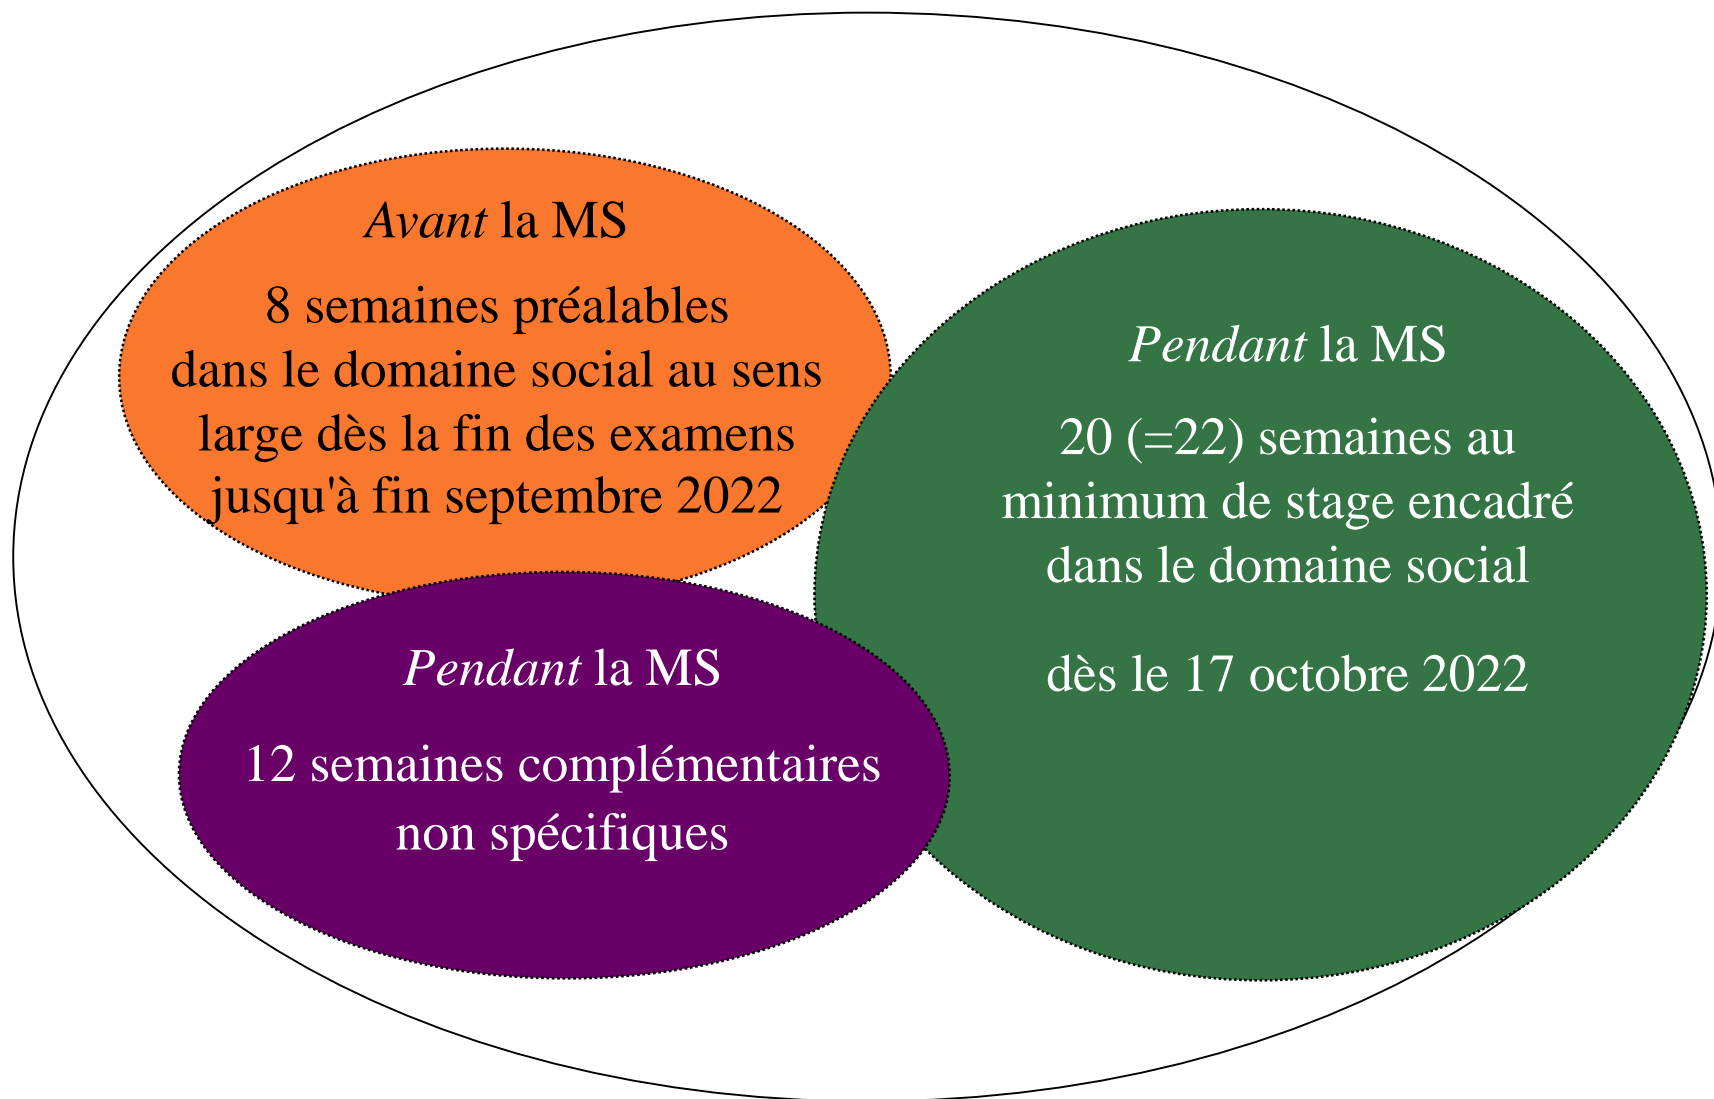 Avant la MS
8 semaines préalables
dans le domaine social au sens
large dès la fin des examens
jusqu'à fin septembre 2022
Pendant la MS
20 (=22) semaines au
minimum de stage encadré
dans le domaine social
dès le 17 octobre 2022
Pendant la MS
12 semaines complémentaires
non spécifiques